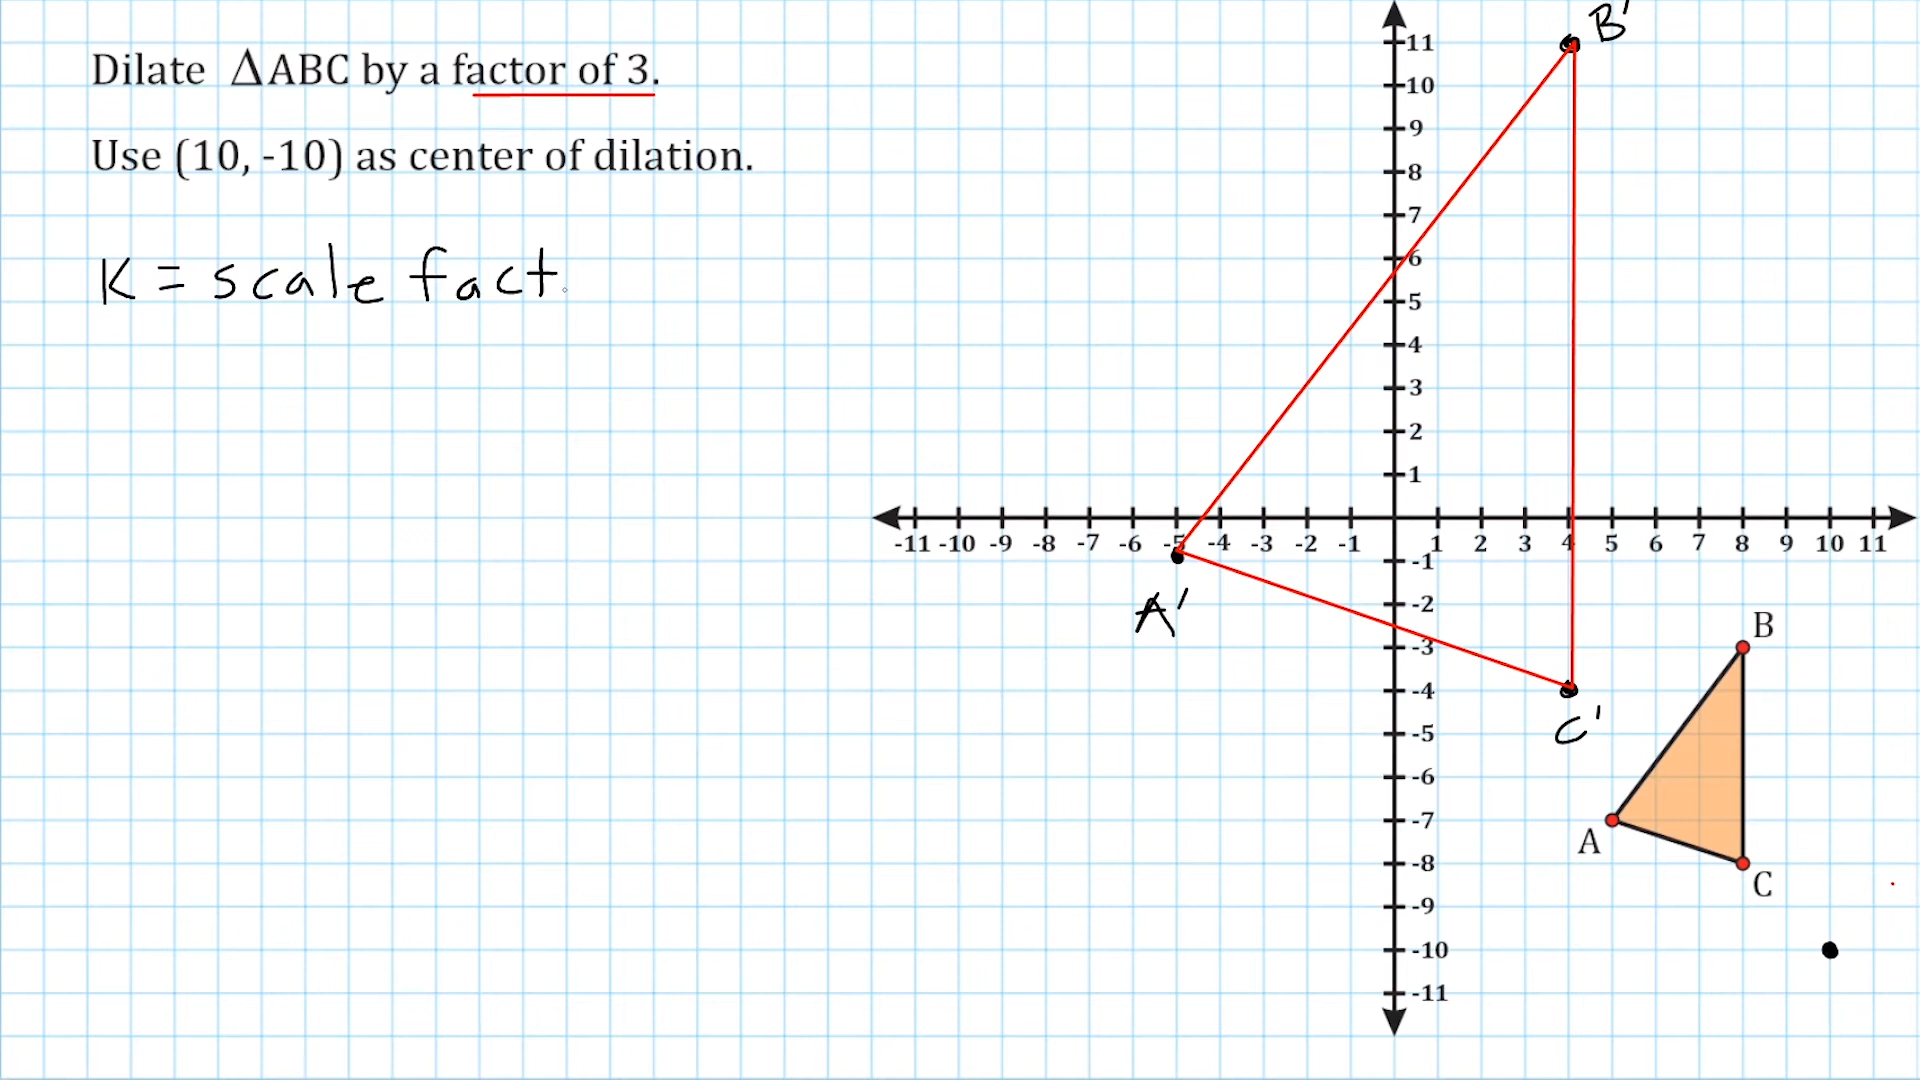 Dilate ΔABC by a factor of 3.
Use (10, -10) as center of dilation.
K = scale fact
B'
11
10
9
8
7
6
5
4
3
2
1
-11 -10 -9 -8 -7 -6 -5 -4 -3 -2 -1 1 2 3 4 5 6 7 8 9 10 11
-1
A'
-2
B
-3
-4
C'
-5
-6
-7
A
-8
C
-9
-10
-11